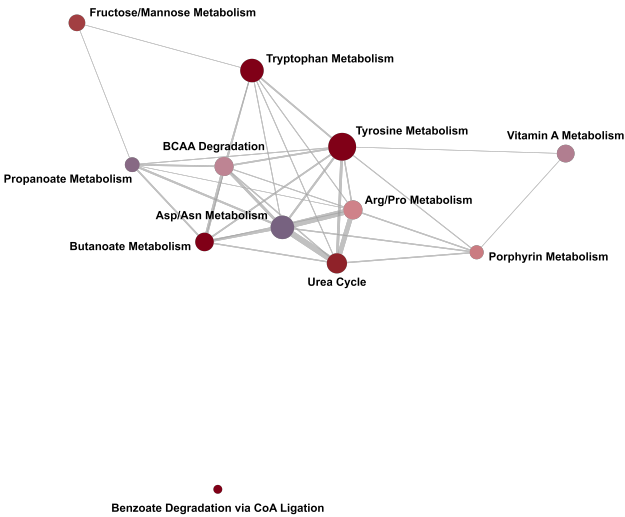 Fructose/Mannose Metabolism
Tryptophan Metabolism
Tyrosine Metabolism
Vitamin A Metabolism
BCAA Degradation
Propanoate Metabolism
Arg/Pro Metabolism
Asp/Asn Metabolism
Butanoate Metabolism
Porphyrin Metabolism
Urea Cycle
Benzoate Degradation via CoA Ligation